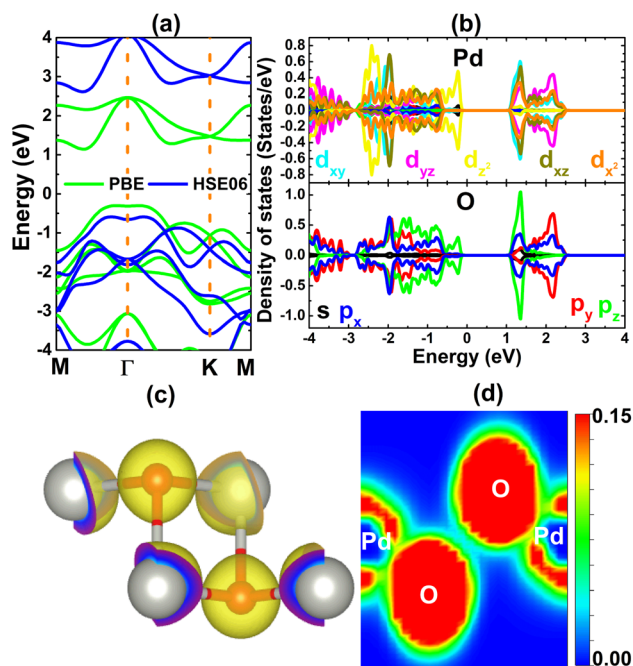 (a)
(b)
4
3
2
1
0
-1
-2
-3
-4
Energy (eV)
PBE
HSE06
M
Γ
K
M
0.8
0.6
0.4
0.2
0.0
0.2
0.4
0.6
0.8
Pd
dxy
dyz
dz²
dxz
dx²
Density of states (States/eV)
1.0
0.5
0.0
0.5
1.0
O
s px
py pz
-4 -3 -2 -1 0 1 2 3 4
Energy (eV)
(c)
(d)
O
Pd
Pd
O
0.15
0.00